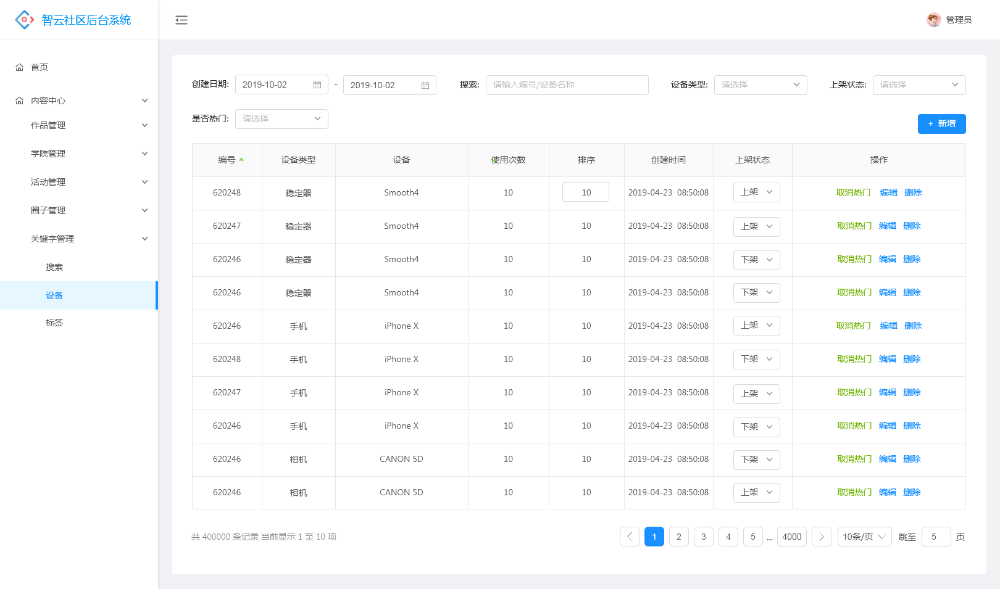 智云社区后台系统
管理员
首页
内容中心
作品管理
学院管理
活动管理
圈子管理
关键字管理
搜索
设备
标签
创建日期: 2019-10-02 - 2019-10-02 搜索: 请输入编号/设备名称 设备类型: 请选择 上架状态: 请选择
是否热门: 请选择
+ 新增
编号 设备类型 设备 使用次数 排序 创建时间 上架状态 操作
620248 稳定器 Smooth4 10 10 2019-04-23 08:50:08 上架 取消热门 编辑 删除
620247 稳定器 Smooth4 10 10 2019-04-23 08:50:08 上架 取消热门 编辑 删除
620246 稳定器 Smooth4 10 10 2019-04-23 08:50:08 下架 取消热门 编辑 删除
620246 稳定器 Smooth4 10 10 2019-04-23 08:50:08 下架 取消热门 编辑 删除
620246 手机 iPhone X 10 10 2019-04-23 08:50:08 上架 取消热门 编辑 删除
620248 手机 iPhone X 10 10 2019-04-23 08:50:08 下架 取消热门 编辑 删除
620247 手机 iPhone X 10 10 2019-04-23 08:50:08 上架 取消热门 编辑 删除
620246 手机 iPhone X 10 10 2019-04-23 08:50:08 下架 取消热门 编辑 删除
620246 相机 CANON 5D 10 10 2019-04-23 08:50:08 下架 取消热门 编辑 删除
620246 相机 CANON 5D 10 10 2019-04-23 08:50:08 上架 取消热门 编辑 删除
共 400000 条记录 当前显示 1 至 10 项 1 2 3 4 5 ... 4000 10条/页 跳至 5 页